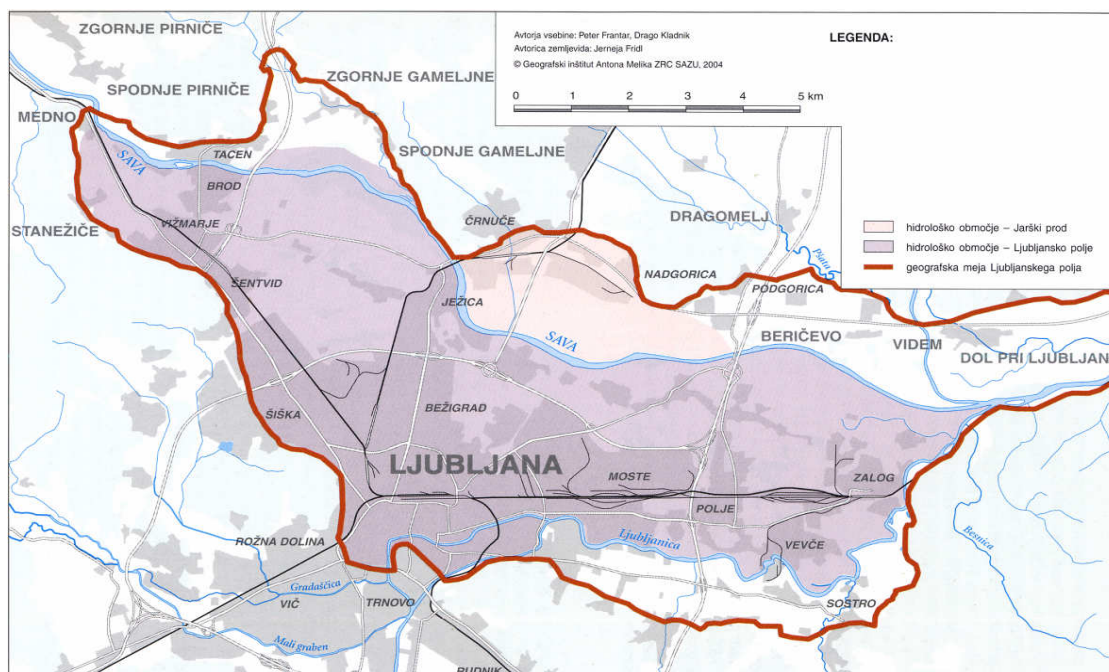 ZGORNJE PIRNIČE
Avtorja vsebine: Peter Frantar, Drago Kladnik
Avtorica zemljevida: Jerneja Fridl
© Geografski inštitut Antona Melika ZRC SAZU, 2004
LEGENDA:
0 1 2 3 4 5 km
ZGORNJE GAMELJNE
SPODNJE PIRNIČE
MEDNO
TACEN
SAVA
BROD
SPODNJE GAMELJNE
VIŽMARJE
STANEŽIČE
ČRNUČE
DRAGOMELJ
hidrološko območje – Jarški prod
hidrološko območje – Ljubljansko polje
geografska meja Ljubljanskega polja
Pšata
NADGORICA
PODGORICA
ŠENTVID
JEŽICA
SAVA
BERIČEVO
VIDEM
DOL PRI LJUBLJAN
ŠIŠKA
BEŽIGRAD
LJUBLJANA
MOSTE
ZALOG
POLJE
ROŽNA DOLINA
Ljubljanica
VEVČE
Besnica
Gradaščica
VIČ
TRNOVO
SOSTRO
Mali graben
RUDNIK